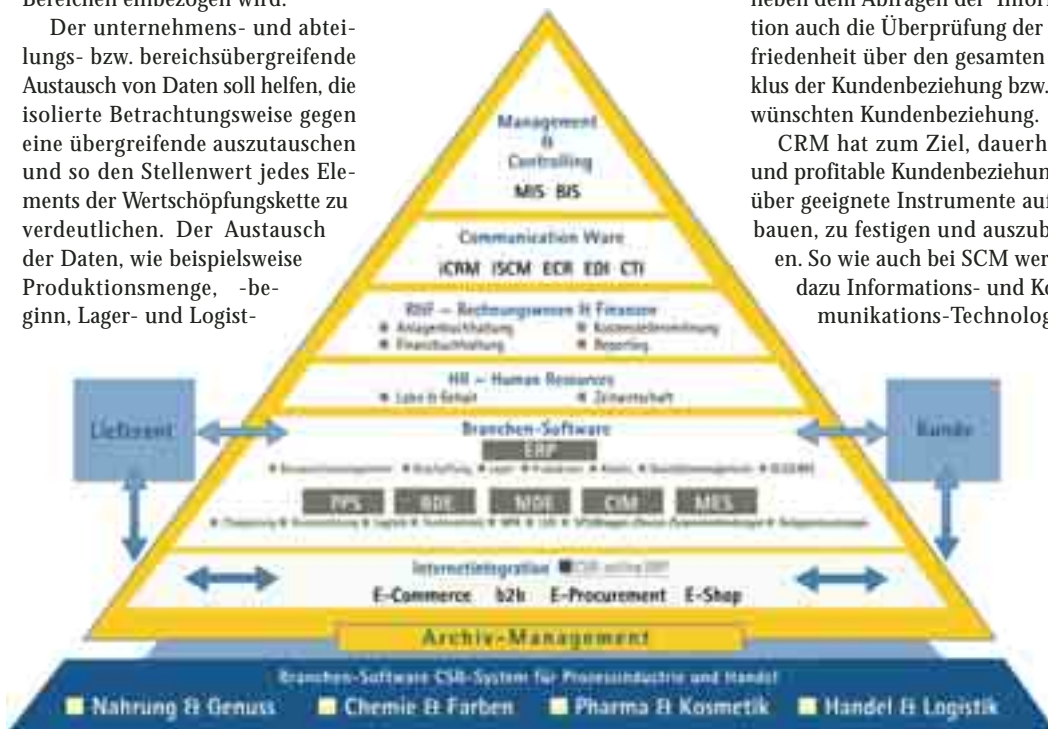 Bereichen einbezogen wird.
Der unternehmens- und abtei-
lungs- bzw. bereichsübergreifende
Austausch von Daten soll helfen, die
isolierte Betrachtungsweise gegen
eine übergreifende auszutauschen
und so den Stellenwert jedes Ele-
ments der Wertschöpfungskette zu
verdeutlichen. Der Austausch
der Daten, wie beispielsweise
Produktionsmenge, -be-
ginn, Lager- und Logist-
neben dem Abfragen der Infor
tion auch die Überprüfung der
friedenheit über den gesamten
klus der Kundenbeziehung bzw.
wünschten Kundenbeziehung.
CRM hat zum Ziel, dauerh
und profitable Kundenbeziehun
über geeignete Instrumente auf
bauen, zu festigen und auszub
en. So wie auch bei SCM wer
dazu Informations- und Ko
munikations-Technolog
Management
&
Controlling
MIS BIS
Communication Ware
iCRM iSCM ECR EDI CTI
– Rechnungswesen & Finanzen
Anlagenbuchhaltung Kostenstellenrechnung
Finanzbuchhaltung Reporting
HR – Human Resources
Lohn & Gehalt Zeitwirtschaft
Lieferant
Kunde
Branchen-Software
ERP
Beschaffung Lager Produktion
PPS BDE MDE CIM MES
Internetintegration
E-Commerce b2b E-Procurement E-Shop
Archiv-Management
Branchen-Software CSB-System für Prozessindustrie und Handel
Nahrung & Genuss Chemie & Farben Pharma & Kosmetik Handel & Logistik